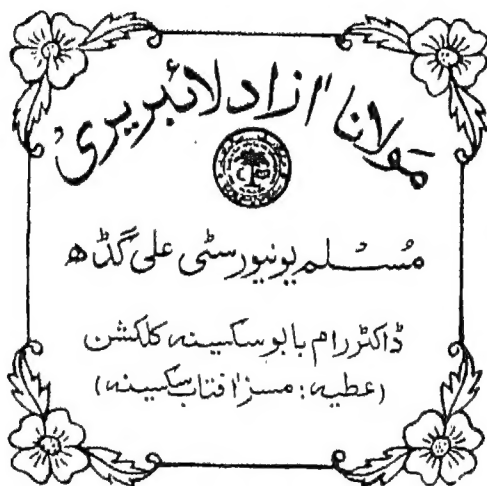 مولانا آزاد لائبریری
مسلم یونیورسٹی علی گڈھ
ڈاکٹر رام بابو سکسینہ کلکشن
(عطیہ: مسز آفتاب سکسینہ)